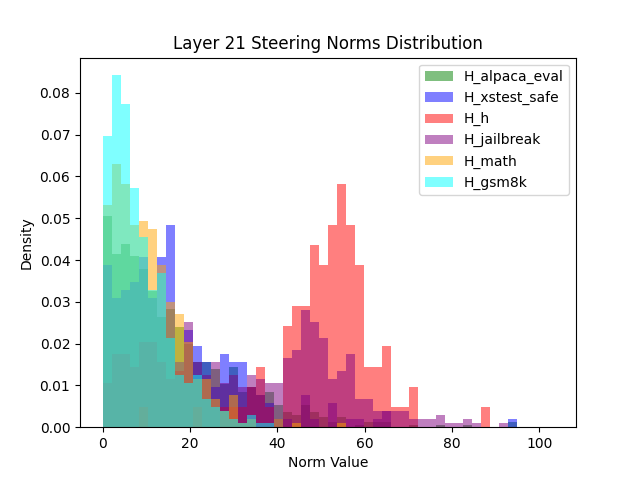 Layer 21 Steering Norms Distribution
H_alpaca_eval
H_xstest_safe
H_h
H_jailbreak
H_math
H_gsm8k
Density
0.08
0.07
0.06
0.05
0.04
0.03
0.02
0.01
0.00
0 20 40 60 80 100
Norm Value